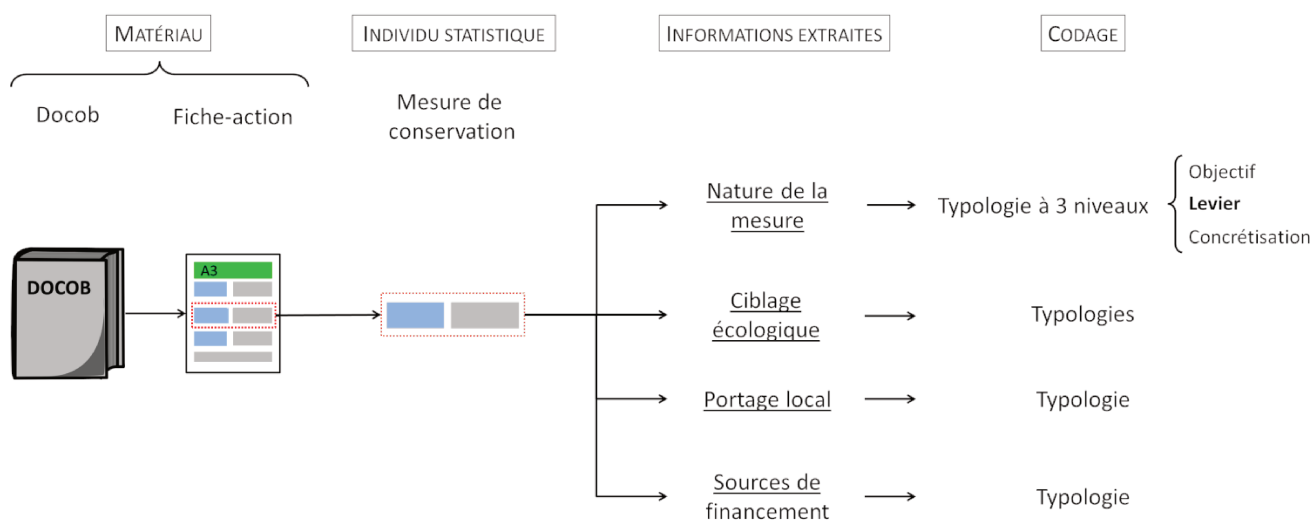 MATÉRIAU
INDIVIDU STATISTIQUE
INFORMATIONS EXTRAITES
CODAGE
Docob
Fiche-action
Mesure de
conservation
Nature de la
mesure
Typologie à 3 niveaux
Objectif
Levier
Concrétisation
DOCOB
A3
Ciblage
écologique
Typologies
Portage local
Typologie
Sources de
financement
Typologie